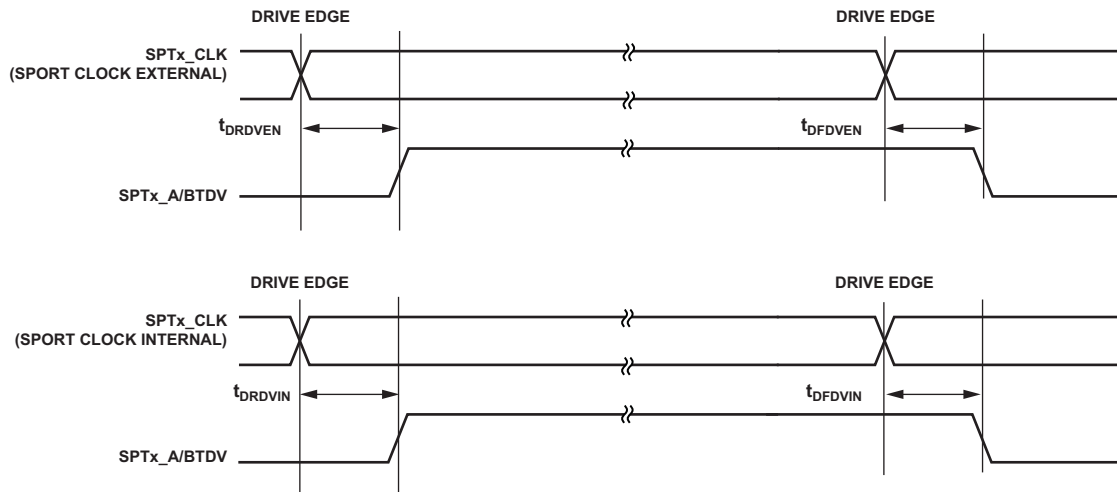 DRIVE EDGE DRIVE EDGE
SPTx_CLK
(SPORT CLOCK EXTERNAL)
tDRDVEN tDFDVEN
SPTx_A/BTDV
DRIVE EDGE DRIVE EDGE
SPTx_CLK
(SPORT CLOCK INTERNAL)
tDRDVIN tDFDVIN
SPTx_A/BTDV